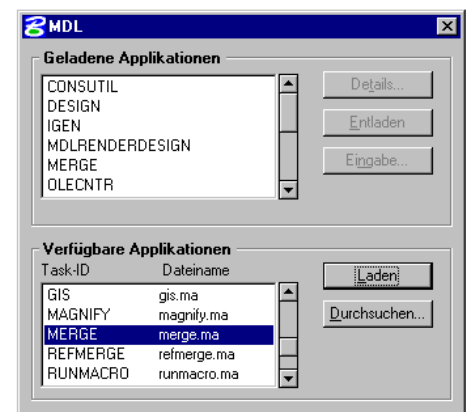 MDL
Geladene Applikationen
CONSUTIL
DESIGN
IGEN
MDLRENDERDESIGN
MERGE
OLECNTR
Details...
Entladen
Eingabe...
Verfügbare Applikationen
Task-ID Dateiname
GIS gis.ma
MAGNIFY magnify.ma
MERGE merge.ma
REFMERGE refmerge.ma
RUNMACRO runmacro.ma
Laden
Durchsuchen...